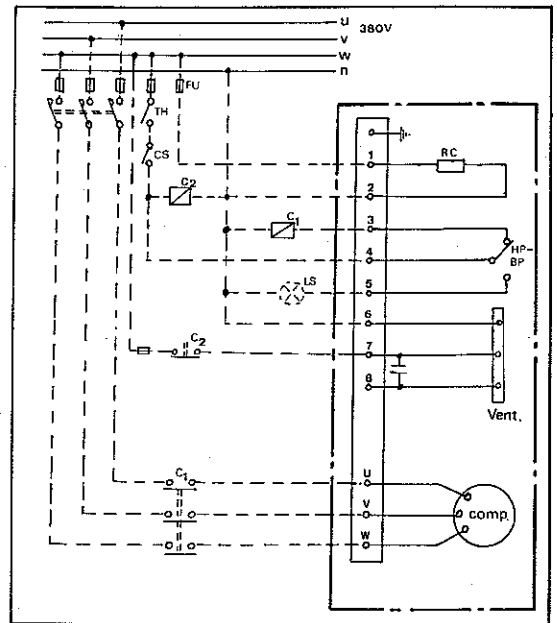 u 380V
v
w
n
FU
TH
CS
RC
1
C2
2
C1
3
HP-
BP
4
LS
5
6
C2
7
8
Vent.
C1
U
V
comp.
W